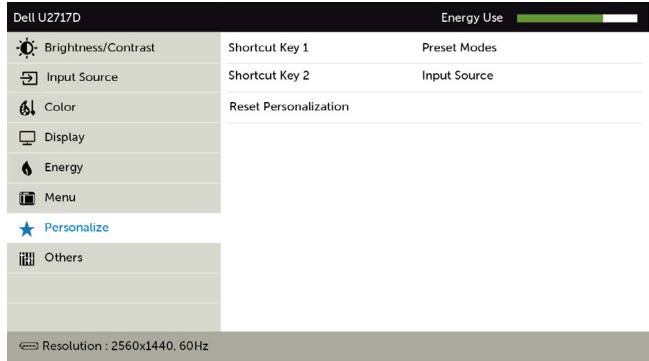 Dell U2717D Energy Use
Brightness/Contrast Shortcut Key 1 Preset Modes
Input Source Shortcut Key 2 Input Source
Color Reset Personalization
Display
Energy
Menu
Personalize
Others
Resolution : 2560x1440, 60Hz